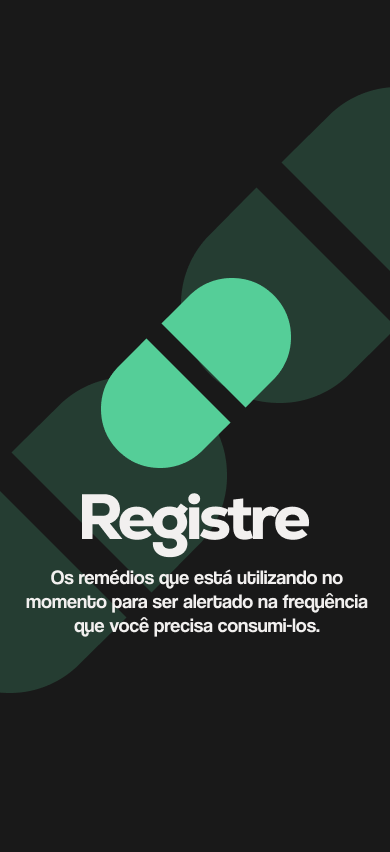 Registre
Os remédios que está utilizando no
momento para ser alertado na frequência
que você precisa consumi-los.